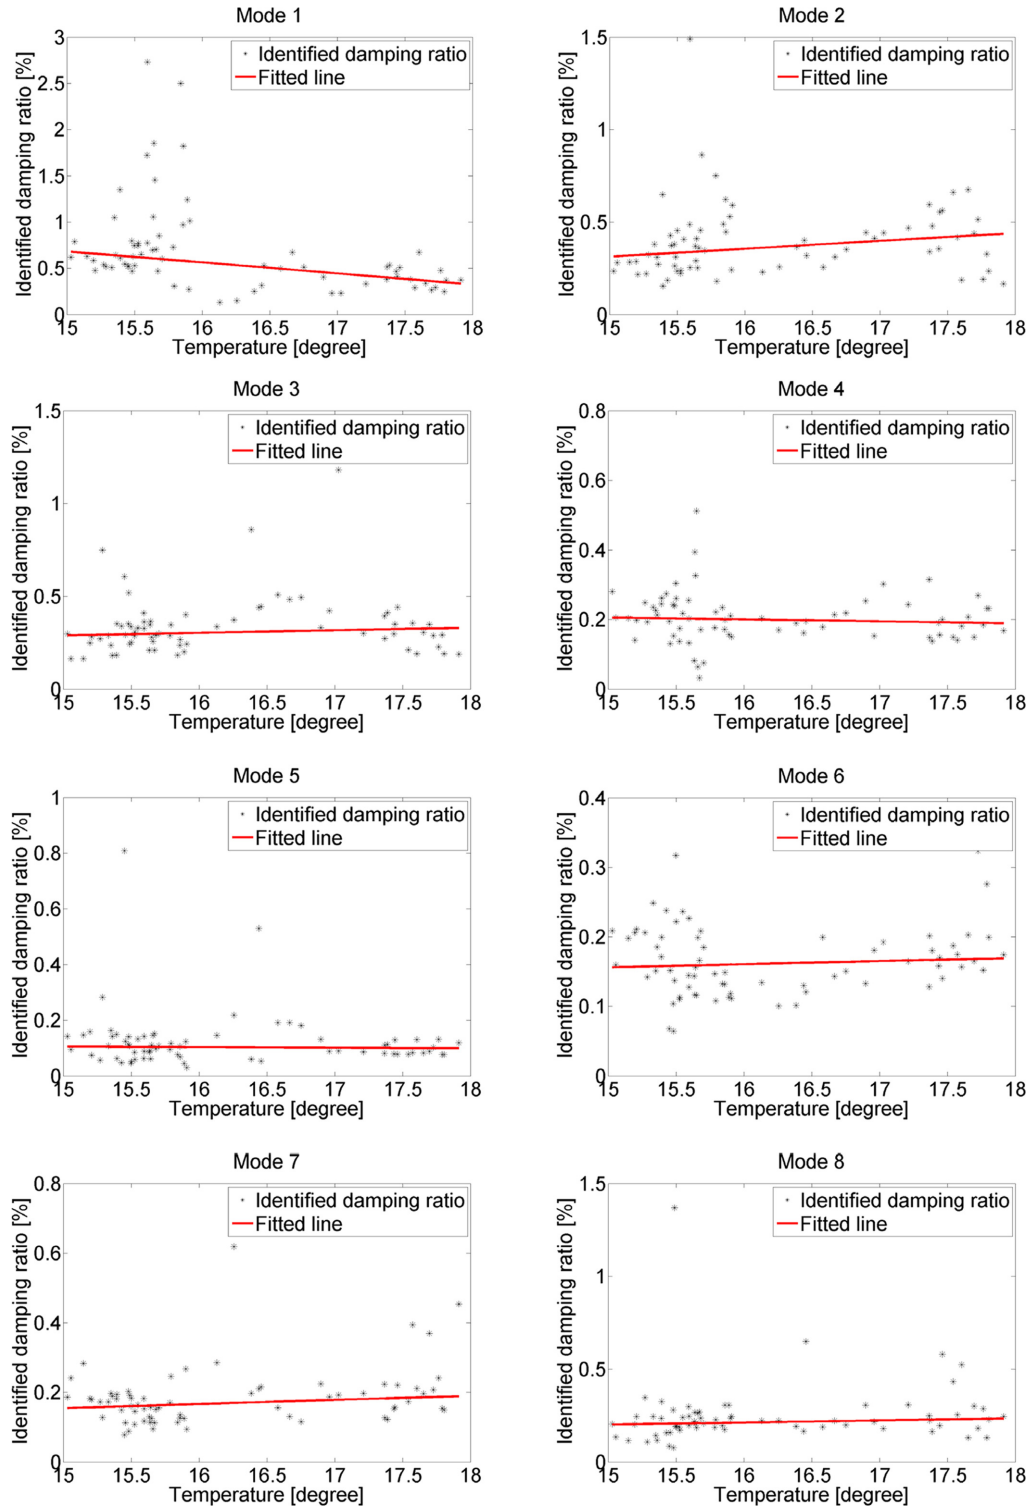 Mode 1
Identified damping ratio [%]
3
2.5
2
1.5
1
0.5
0
Identified damping ratio
Fitted line
15 15.5 16 16.5 17 17.5 18
Temperature [degree]
Mode 2
Identified damping ratio [%]
1.5
1
0.5
0
Identified damping ratio
Fitted line
15 15.5 16 16.5 17 17.5 18
Temperature [degree]
Mode 3
Identified damping ratio [%]
1.5
1
0.5
0
Identified damping ratio
Fitted line
15 15.5 16 16.5 17 17.5 18
Temperature [degree]
Mode 4
Identified damping ratio [%]
0.8
0.6
0.4
0.2
0
Identified damping ratio
Fitted line
15 15.5 16 16.5 17 17.5 18
Temperature [degree]
Mode 5
Identified damping ratio [%]
1
0.8
0.6
0.4
0.2
0
Identified damping ratio
Fitted line
15 15.5 16 16.5 17 17.5 18
Temperature [degree]
Mode 6
Identified damping ratio [%]
0.4
0.3
0.2
0.1
0
Identified damping ratio
Fitted line
15 15.5 16 16.5 17 17.5 18
Temperature [degree]
Mode 7
Identified damping ratio [%]
0.8
0.6
0.4
0.2
0
Identified damping ratio
Fitted line
15 15.5 16 16.5 17 17.5 18
Temperature [degree]
Mode 8
Identified damping ratio [%]
1.5
1
0.5
0
Identified damping ratio
Fitted line
15 15.5 16 16.5 17 17.5 18
Temperature [degree]